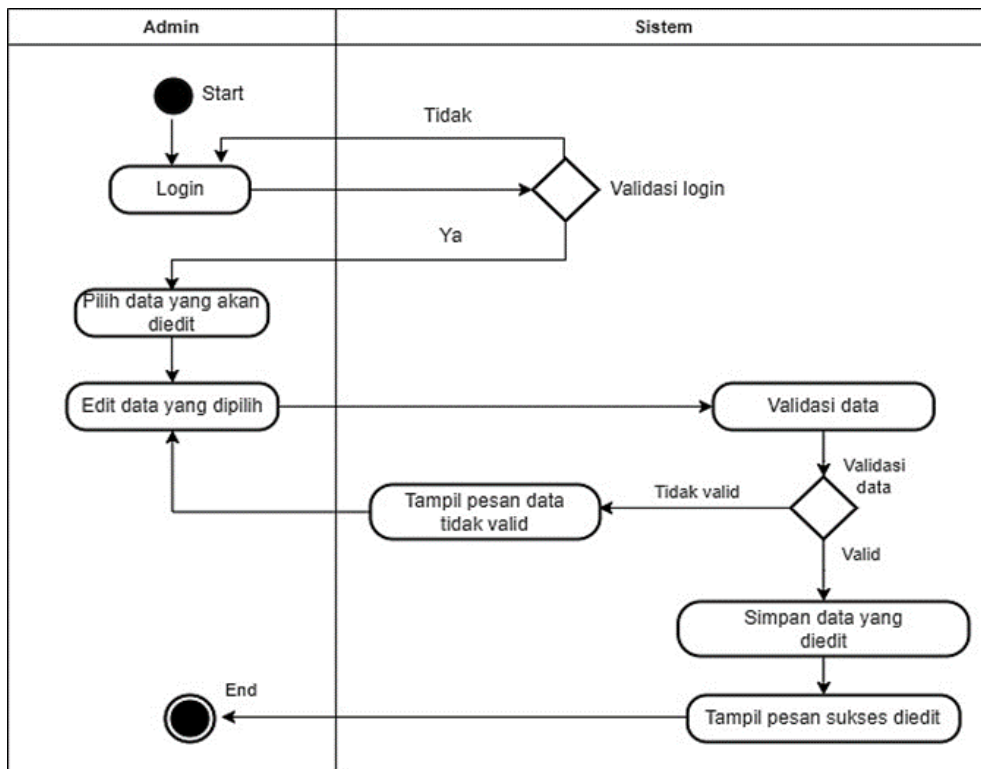 Admin
Sistem
Start
Tidak
Login
Validasi login
Ya
Pilih data yang akan
diedit
Edit data yang dipilih
Validasi data
Validasi
data
Tidak valid
Tampil pesan data
tidak valid
Valid
Simpan data yang
diedit
End
Tampil pesan sukses diedit